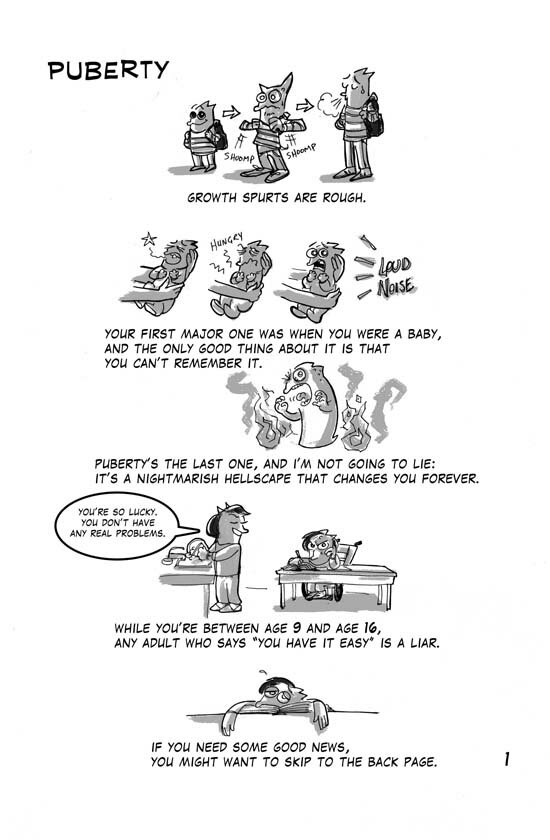 PUBERTY
SHOOMP
SHOOMP
GROWTH SPURTS ARE ROUGH.
HUNGRY
LOUD
NOISE
YOUR FIRST MAJOR ONE WAS WHEN YOU WERE A BABY,
AND THE ONLY GOOD THING ABOUT IT IS THAT
YOU CAN'T REMEMBER IT.
PUBERTY'S THE LAST ONE, AND I'M NOT GOING TO LIE:
IT'S A NIGHTMARISH HELLSCAPE THAT CHANGES YOU FOREVER.
YOU'RE SO LUCKY.
YOU DON'T HAVE
ANY REAL PROBLEMS.
WHILE YOU'RE BETWEEN AGE 9 AND AGE 16,
ANY ADULT WHO SAYS "YOU HAVE IT EASY" IS A LIAR.
IF YOU NEED SOME GOOD NEWS,
YOU MIGHT WANT TO SKIP TO THE BACK PAGE.
1